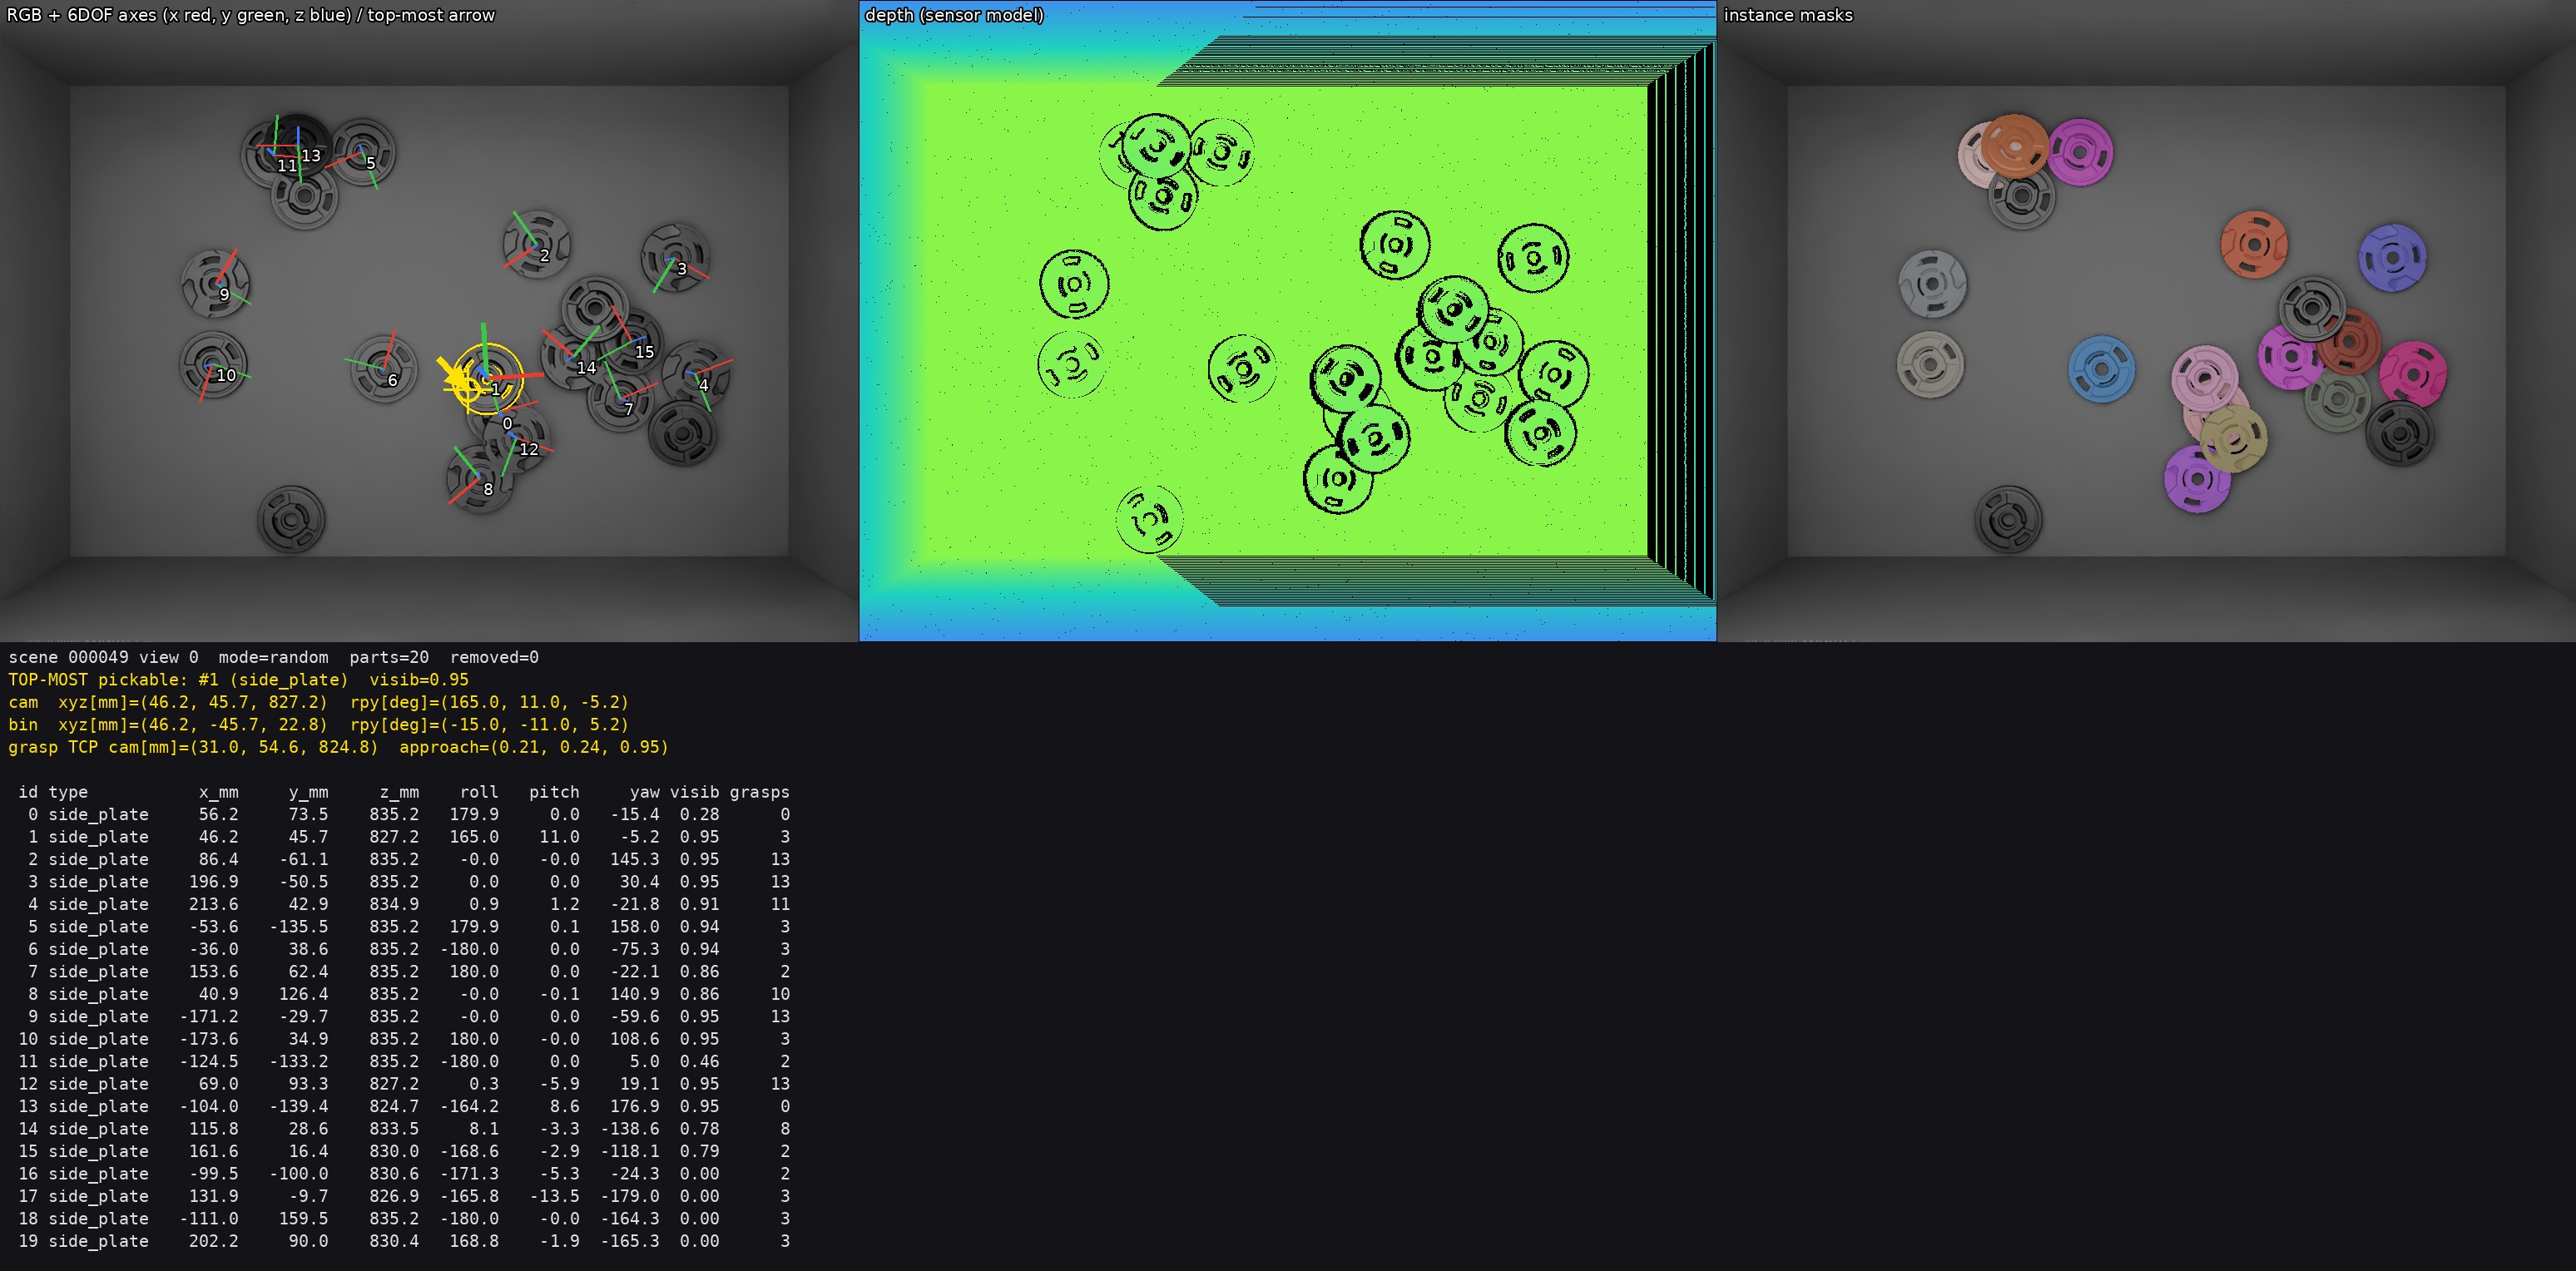 RGB + 6DOF axes (x red, y green, z blue) / top-most arrow
depth (sensor model)
instance masks
11
13
5
2
3
9
10
6
1
14
15
7
4
0
12
8
scene 000049 view 0  mode=random  parts=20  removed=0
TOP-MOST pickable: #1 (side_plate)  visib=0.95
cam  xyz[mm]=(46.2, 45.7, 827.2)  rpy[deg]=(165.0, 11.0, -5.2)
bin  xyz[mm]=(46.2, -45.7, 22.8)  rpy[deg]=(-15.0, -11.0, 5.2)
grasp TCP cam[mm]=(31.0, 54.6, 824.8)  approach=(0.21, 0.24, 0.95)
id type x_mm y_mm z_mm roll pitch yaw visib grasps
0 side_plate 56.2 73.5 835.2 179.9 0.0 -15.4 0.28 0
1 side_plate 46.2 45.7 827.2 165.0 11.0 -5.2 0.95 3
2 side_plate 86.4 -61.1 835.2 -0.0 -0.0 145.3 0.95 13
3 side_plate 196.9 -50.5 835.2 0.0 0.0 30.4 0.95 13
4 side_plate 213.6 42.9 834.9 0.9 1.2 -21.8 0.91 11
5 side_plate -53.6 -135.5 835.2 179.9 0.1 158.0 0.94 3
6 side_plate -36.0 38.6 835.2 -180.0 0.0 -75.3 0.94 3
7 side_plate 153.6 62.4 835.2 180.0 0.0 -22.1 0.86 2
8 side_plate 40.9 126.4 835.2 -0.0 -0.1 140.9 0.86 10
9 side_plate -171.2 -29.7 835.2 -0.0 0.0 -59.6 0.95 13
10 side_plate -173.6 34.9 835.2 180.0 -0.0 108.6 0.95 3
11 side_plate -124.5 -133.2 835.2 -180.0 0.0 5.0 0.46 2
12 side_plate 69.0 93.3 827.2 0.3 -5.9 19.1 0.95 13
13 side_plate -104.0 -139.4 824.7 -164.2 8.6 176.9 0.95 0
14 side_plate 115.8 28.6 833.5 8.1 -3.3 -138.6 0.78 8
15 side_plate 161.6 16.4 830.0 -168.6 -2.9 -118.1 0.79 2
16 side_plate -99.5 -100.0 830.6 -171.3 -5.3 -24.3 0.00 2
17 side_plate 131.9 -9.7 826.9 -165.8 -13.5 -179.0 0.00 3
18 side_plate -111.0 159.5 835.2 -180.0 -0.0 -164.3 0.00 3
19 side_plate 202.2 90.0 830.4 168.8 -1.9 -165.3 0.00 3